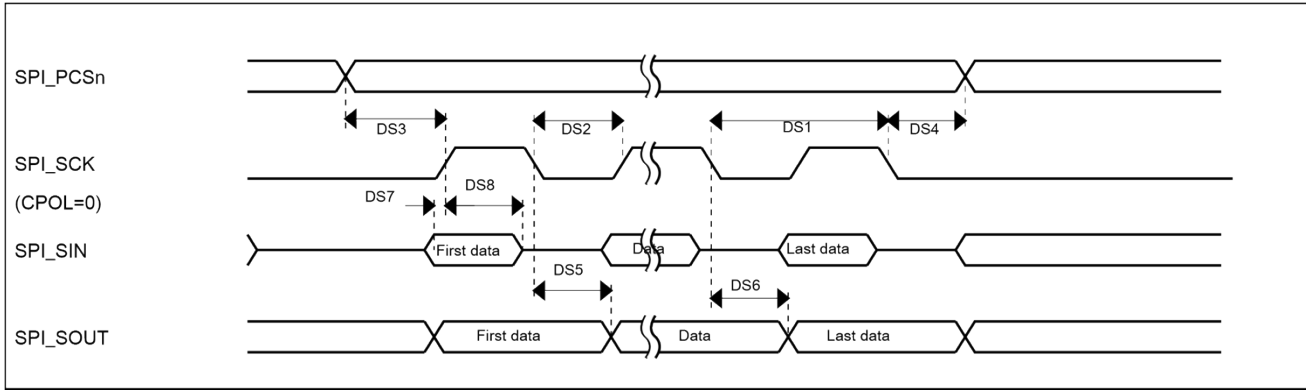 SPI_PCSn
DS3
DS2
DS1
DS4
SPI_SCK
(CPOL=0)
DS7
DS8
SPI_SIN
First data
Data
Last data
DS5
DS6
SPI_SOUT
First data
Data
Last data